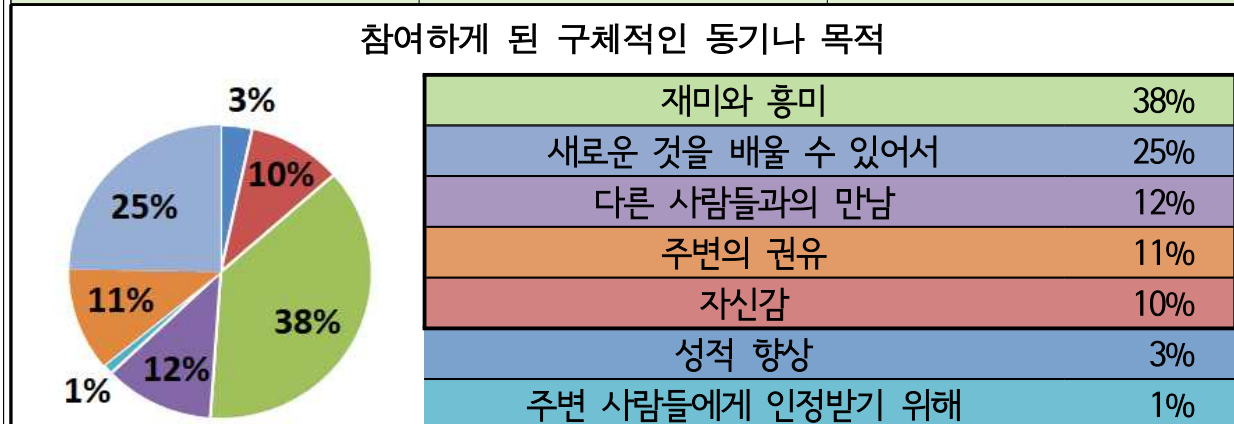 참여하게 된 구체적인 동기나 목적
3%
10%
25%
11%
38%
12%
1%
재미와 흥미 38%
새로운 것을 배울 수 있어서 25%
다른 사람들과의 만남 12%
주변의 권유 11%
자신감 10%
성적 향상 3%
주변 사람들에게 인정받기 위해 1%